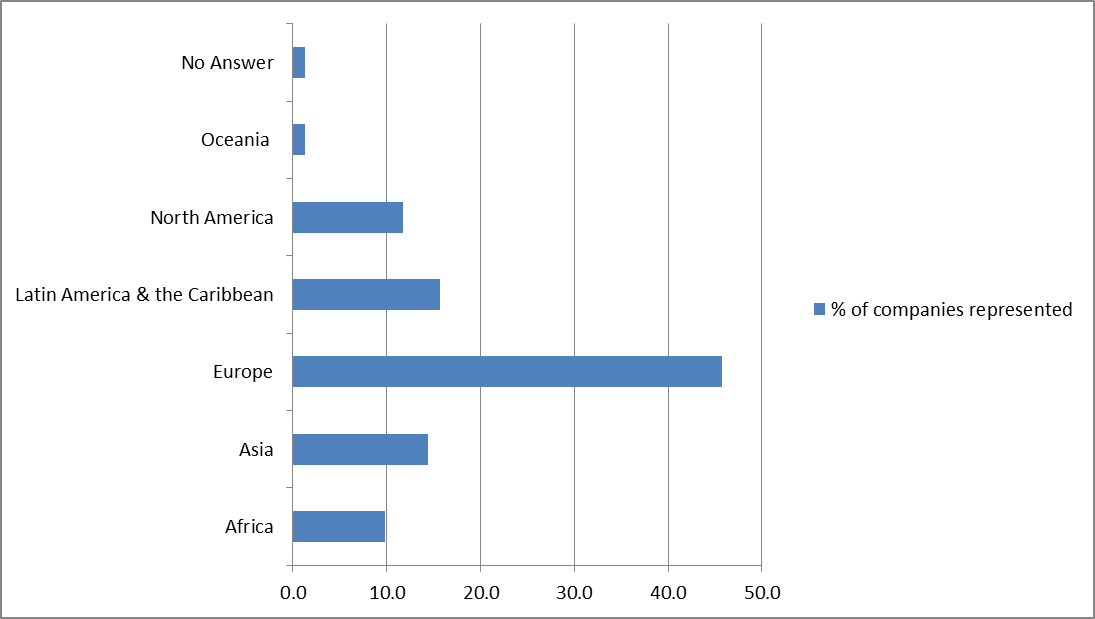 No Answer
Oceania
North America
Latin America & the Caribbean
Europe
Asia
Africa
0.0 10.0 20.0 30.0 40.0 50.0
% of companies represented